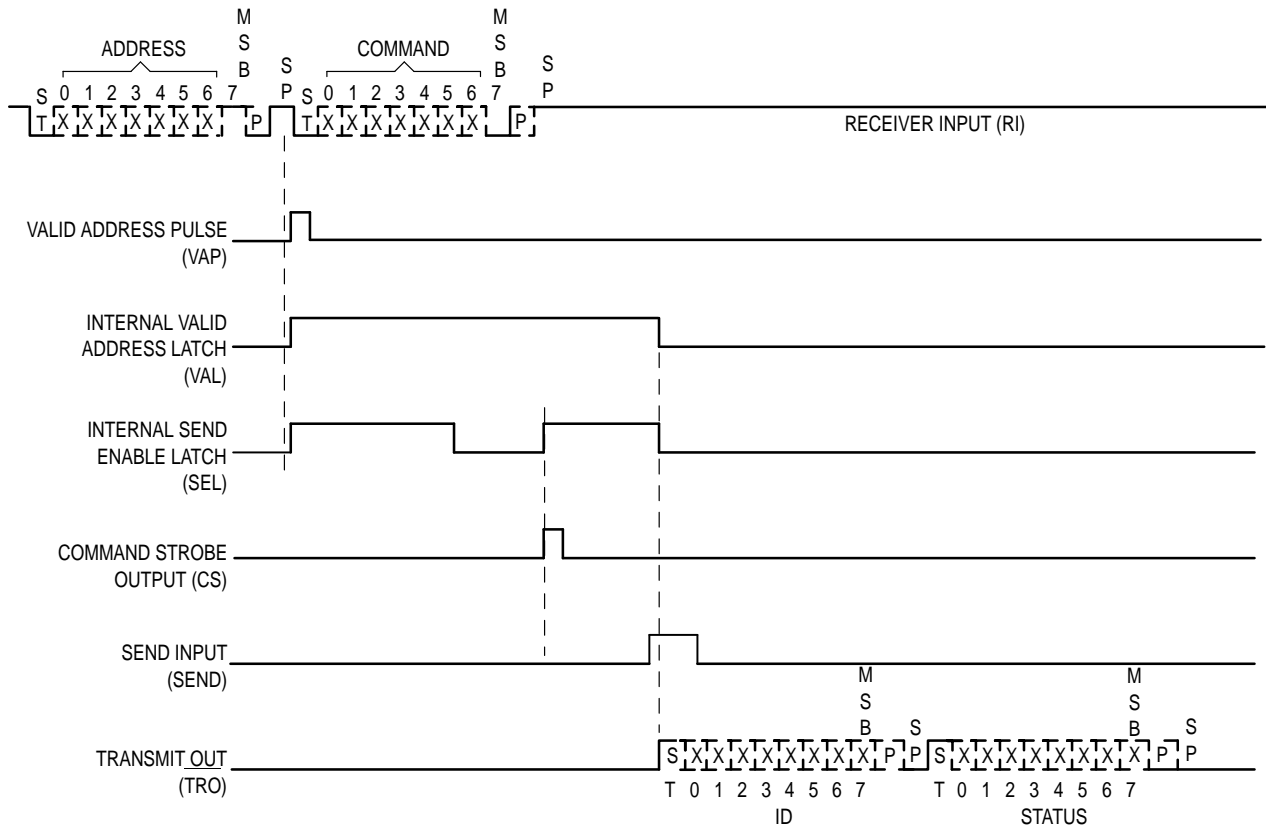 M
S
B
M
S
B
ADDRESS
COMMAND
S
P
S
P
S
T
0 1 2 3 4 5 6 7
S
T
0 1 2 3 4 5 6 7
X X X X X X X P
X X X X X X X P
RECEIVER INPUT (RI)
VALID ADDRESS PULSE
(VAP)
INTERNAL VALID
ADDRESS LATCH
(VAL)
INTERNAL SEND
ENABLE LATCH
(SEL)
COMMAND STROBE
OUTPUT (CS)
SEND INPUT
(SEND)
M
S
B
M
S
B
S
P
S
P
TRANSMIT OUT
(TRO)
S X X X X X X X X P
S X X X X X X X X P
T 0 1 2 3 4 5 6 7
T 0 1 2 3 4 5 6 7
ID
STATUS